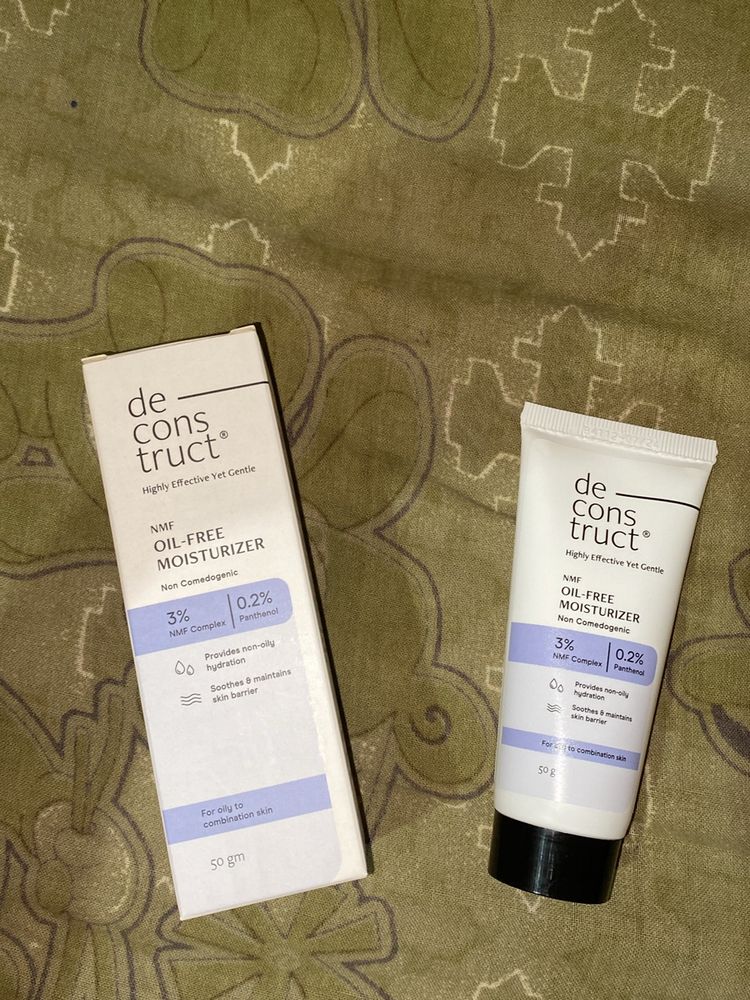 de
cons
truct®
Highly Effective Yet Gentle
NMF
OIL-FREE
MOISTURIZER
Non Comedogenic
3%
NMF Complex
0.2%
Panthenol
Provides non-oily
hydration
Soothes & maintains
skin barrier
For oily to
combination skin
50 gm
de
cons
truct®
Highly Effective Yet Gentle
NMF
OIL-FREE
MOISTURIZER
Non Comedogenic
3%
NMF Complex
0.2%
Panthenol
Provides non-oily
hydration
Soothes & maintains
skin barrier
For oily to combination skin
50 g